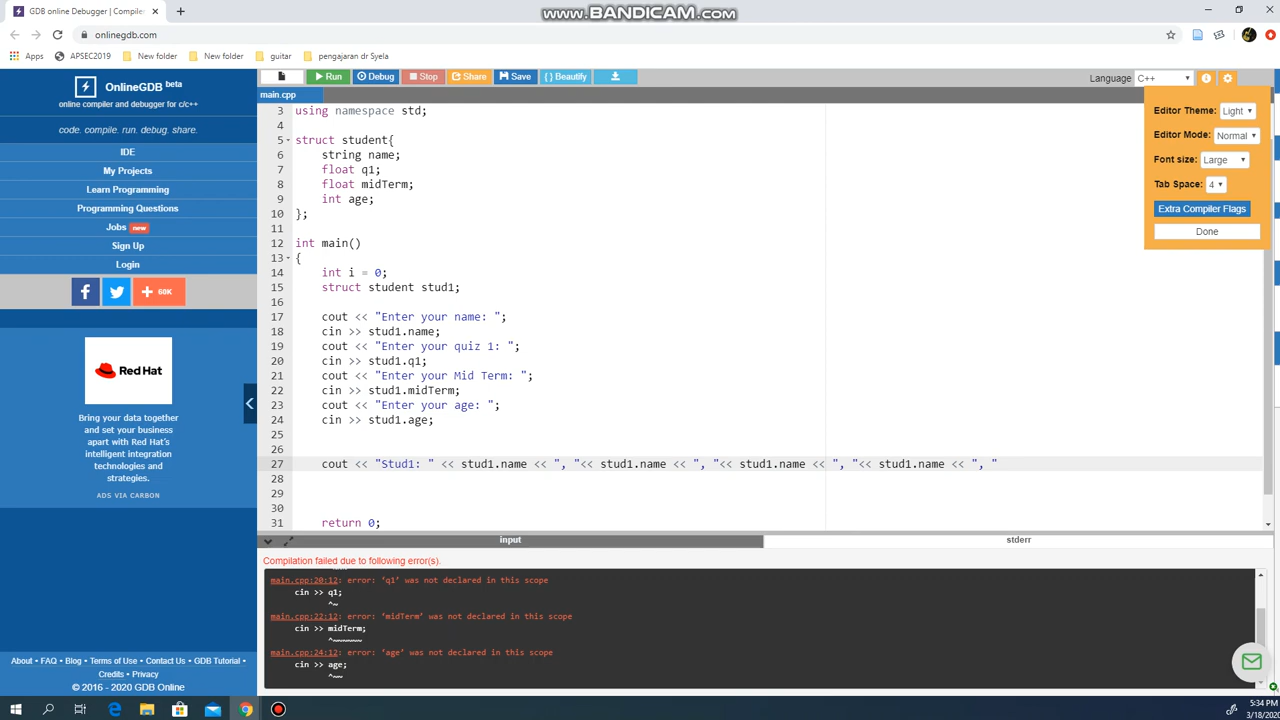 GDB online Debugger | Compiler
www.BANDICAM.com
onlinegdb.com
Apps
APSEC2019
New folder
New folder
guitar
pengajaran dr Syela
OnlineGDB beta
online compiler and debugger for c/c++
code. compile. run. debug. share.
IDE
My Projects
Learn Programming
Programming Questions
Jobs new
Sign Up
Login
60K
Red Hat
Bring your data together
and set your business
apart with Red Hat's
intelligent integration
technologies and
strategies.
ADS VIA CARBON
About • FAQ • Blog • Terms of Use • Contact Us • GDB Tutorial •
Credits • Privacy
© 2016 - 2020 GDB Online
Run
Debug
Stop
Share
Save
{ } Beautify
Language C++
main.cpp
3 using namespace std;
4
5 struct student{
6 string name;
7 float q1;
8 float midTerm;
9 int age;
10 };
11
12 int main()
13 {
14 int i = 0;
15 struct student stud1;
16
17 cout << "Enter your name: ";
18 cin >> stud1.name;
19 cout << "Enter your quiz 1: ";
20 cin >> stud1.q1;
21 cout << "Enter your Mid Term: ";
22 cin >> stud1.midTerm;
23 cout << "Enter your age: ";
24 cin >> stud1.age;
25
26
27 cout << "Stud1: " << stud1.name << ", "<< stud1.name << ", "<< stud1.name << ", "<< stud1.name << ", "
28
29
30
31 return 0;
Editor Theme: Light
Editor Mode: Normal
Font size: Large
Tab Space: 4
Extra Compiler Flags
Done
input
stderr
Compilation failed due to following error(s).
main.cpp:20:12: error: ‘q1’ was not declared in this scope
cin >> q1;
^~
main.cpp:22:12: error: ‘midTerm’ was not declared in this scope
cin >> midTerm;
^~~~~~~
main.cpp:24:12: error: ‘age’ was not declared in this scope
cin >> age;
^~~
5:34 PM
3/18/2020